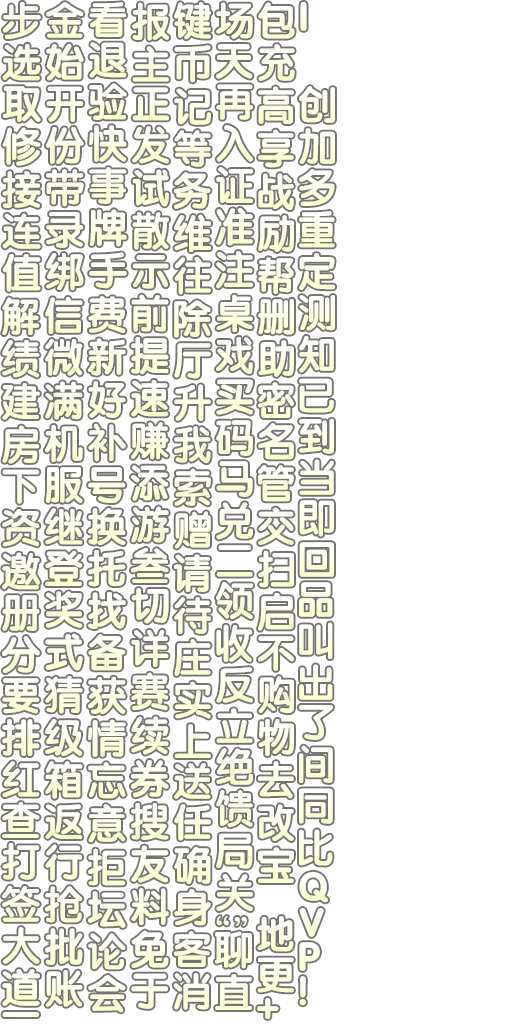 步选取修接连值解绩建房下资邀册分要排红查打签大道一
金始开份带录绑信微满机服继登奖式猜级箱返行抢批账
看退验快事牌手费新好补号换托找备获情忘意拒坛论会
报主正发试散示前提速赚添游叁切详赛续券搜友料免于
键币记等务维往除厅升我索赠请待庄实上送任确身客消
场天再入证准注桌戏买码马兑二领收反立绝馈局关“”聊直
包充高享战励帮删助密名管交扫启不购物去改宝地更+
I创加多重定测知已到当即回品叫出了间同比QVP!